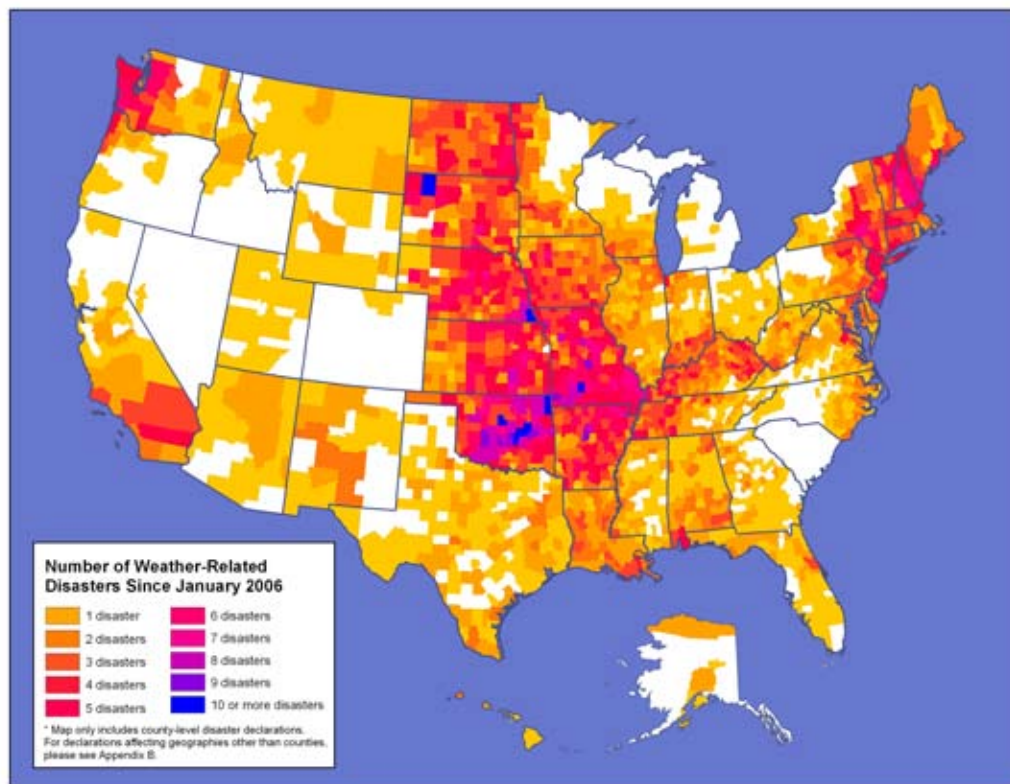 Number of Weather-Related
Disasters Since January 2006
1 disaster
2 disasters
3 disasters
4 disasters
5 disasters
6 disasters
7 disasters
8 disasters
9 disasters
10 or more disasters
* Map only includes county-level disaster declarations.
For declarations affecting geographies other than counties,
please see Appendix B.